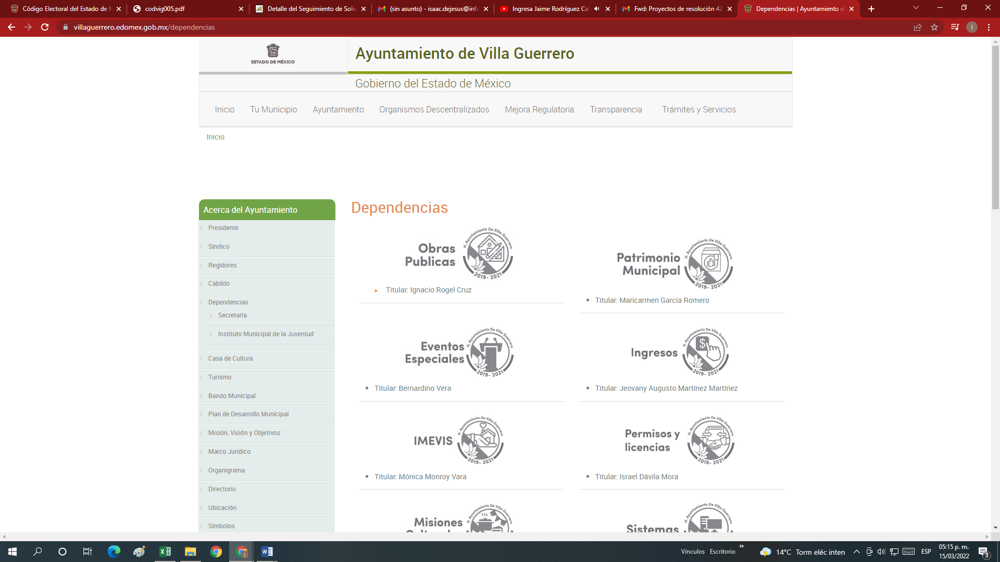 Código Electoral del Estado de M
codvig005.pdf
Detalle del Seguimiento de Solic
(sin asunto) - isaac.dejesus@info
Ingresa Jaime Rodríguez Cal
Fwd: Proyectos de resolución 42
Dependencias | Ayuntamiento d
villaguerrero.edomex.gob.mx/dependencias
I
ESTADO DE MÉXICO
Ayuntamiento de Villa Guerrero
Gobierno del Estado de México
Inicio Tu Municipio Ayuntamiento Organismos Descentralizados Mejora Regulatoria Transparencia Trámites y Servicios
Inicio
Acerca del Ayuntamiento
Presidente
Síndico
Regidores
Cabildo
Dependencias
Secretaría
Instituto Municipal de la Juventud
Casa de Cultura
Turismo
Bando Municipal
Plan de Desarrollo Municipal
Misión, Visión y Objetivos
Marco Jurídico
Organigrama
Directorio
Ubicación
Símbolos
Dependencias
Obras
Publicas
H. Ayuntamiento De Villa Guerrero
2019- 2021
Titular: Ignacio Rogel Cruz
Patrimonio
Municipal
H. Ayuntamiento De Villa Guerrero
2019- 2021
Titular: Maricarmen García Romero
Eventos
Especiales
H. Ayuntamiento De Villa Guerrero
2019- 2021
Titular: Bernardino Vera
Ingresos
H. Ayuntamiento De Villa Guerrero
$
2019- 2021
Titular: Jeovany Augusto Martínez Martínez
IMEVIS
H. Ayuntamiento De Villa Guerrero
2019- 2021
Titular: Mónica Monroy Vara
Permisos y
licencias
H. Ayuntamiento De Villa Guerrero
2019- 2021
Titular: Israel Dávila Mora
Misiones
H. Ayuntamiento De Villa Guerrero
Sistemas
H. Ayuntamiento De Villa Guerrero
Vínculos Escritorio
14°C Torm eléc inten
ESP
05:15 p. m.
15/03/2022
3